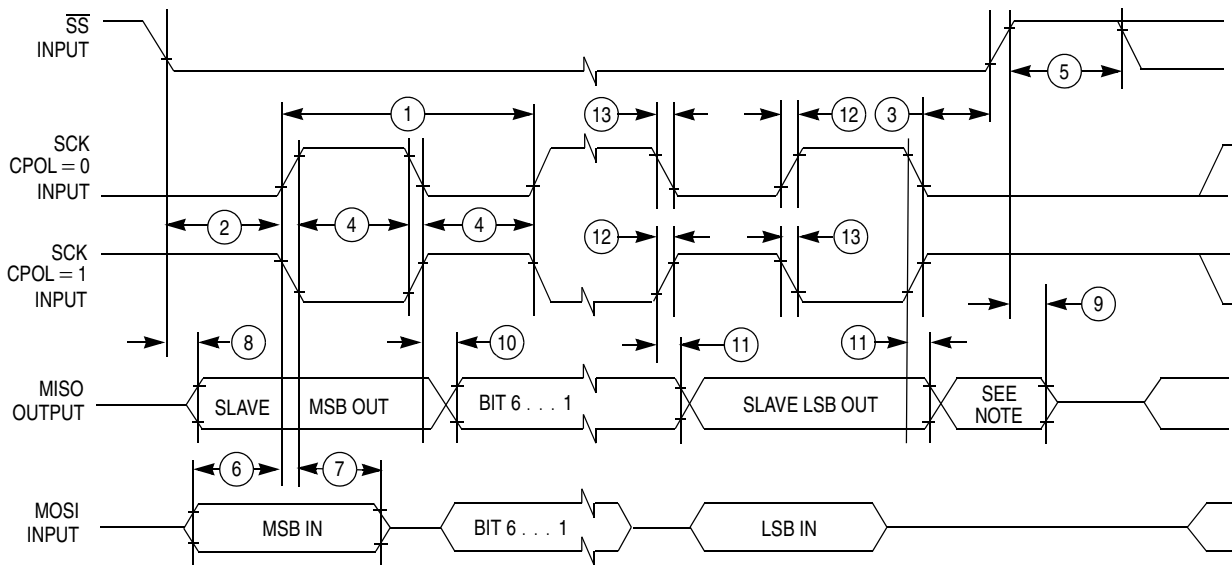 SS
INPUT
5
1
13
12
3
SCK
CPOL = 0
INPUT
2
4
4
12
13
SCK
CPOL = 1
INPUT
8
10
11
11
9
MISO
OUTPUT
SLAVE
MSB OUT
BIT 6 . . . 1
SLAVE LSB OUT
SEE
NOTE
6
7
MOSI
INPUT
MSB IN
BIT 6 . . . 1
LSB IN